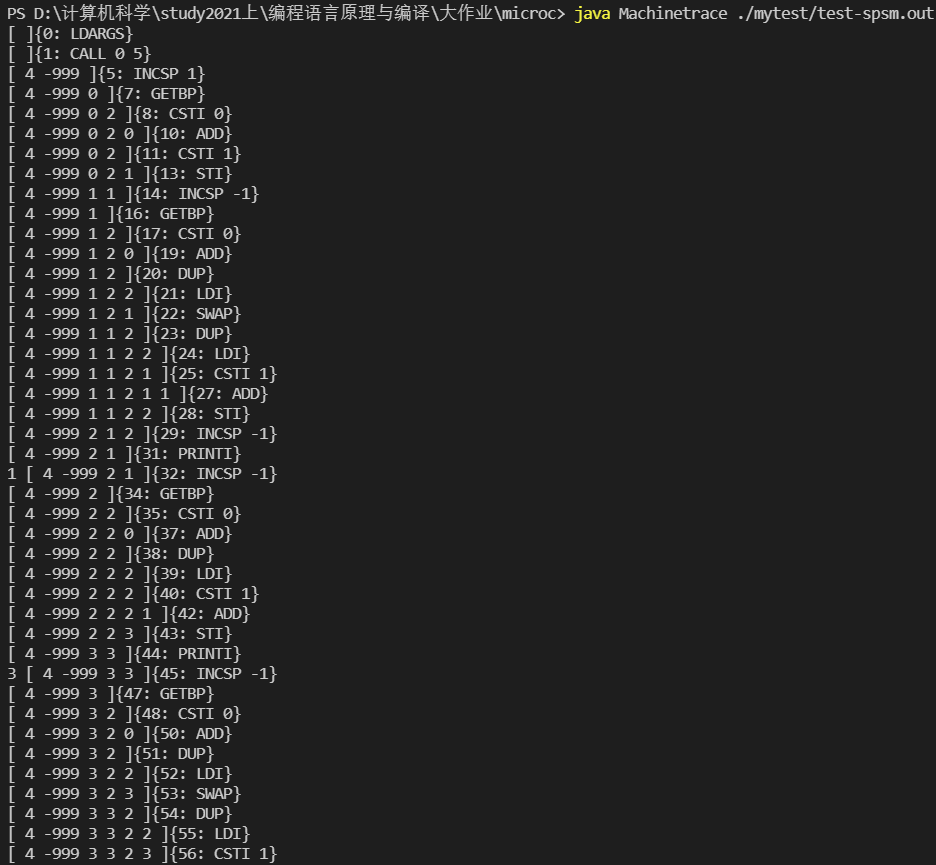 PS D:\计算机科学\study2021上\编程语言原理与编译\大作业\microc> java Machinetrace ./mytest/test-spsm.out
[ ]{0: LDARGS}
[ ]{1: CALL 0 5}
[ 4 -999 ]{5: INCSP 1}
[ 4 -999 0 ]{7: GETBP}
[ 4 -999 0 2 ]{8: CSTI 0}
[ 4 -999 0 2 0 ]{10: ADD}
[ 4 -999 0 2 ]{11: CSTI 1}
[ 4 -999 0 2 1 ]{13: STI}
[ 4 -999 1 1 ]{14: INCSP -1}
[ 4 -999 1 ]{16: GETBP}
[ 4 -999 1 2 ]{17: CSTI 0}
[ 4 -999 1 2 0 ]{19: ADD}
[ 4 -999 1 2 ]{20: DUP}
[ 4 -999 1 2 2 ]{21: LDI}
[ 4 -999 1 2 1 ]{22: SWAP}
[ 4 -999 1 1 2 ]{23: DUP}
[ 4 -999 1 1 2 2 ]{24: LDI}
[ 4 -999 1 1 2 1 ]{25: CSTI 1}
[ 4 -999 1 1 2 1 1 ]{27: ADD}
[ 4 -999 1 1 2 2 ]{28: STI}
[ 4 -999 2 1 2 ]{29: INCSP -1}
[ 4 -999 2 1 ]{31: PRINTI}
1 [ 4 -999 2 1 ]{32: INCSP -1}
[ 4 -999 2 ]{34: GETBP}
[ 4 -999 2 2 ]{35: CSTI 0}
[ 4 -999 2 2 0 ]{37: ADD}
[ 4 -999 2 2 ]{38: DUP}
[ 4 -999 2 2 2 ]{39: LDI}
[ 4 -999 2 2 2 ]{40: CSTI 1}
[ 4 -999 2 2 2 1 ]{42: ADD}
[ 4 -999 2 2 3 ]{43: STI}
[ 4 -999 3 3 ]{44: PRINTI}
3 [ 4 -999 3 3 ]{45: INCSP -1}
[ 4 -999 3 ]{47: GETBP}
[ 4 -999 3 2 ]{48: CSTI 0}
[ 4 -999 3 2 0 ]{50: ADD}
[ 4 -999 3 2 ]{51: DUP}
[ 4 -999 3 2 2 ]{52: LDI}
[ 4 -999 3 2 3 ]{53: SWAP}
[ 4 -999 3 3 2 ]{54: DUP}
[ 4 -999 3 3 2 2 ]{55: LDI}
[ 4 -999 3 3 2 3 ]{56: CSTI 1}